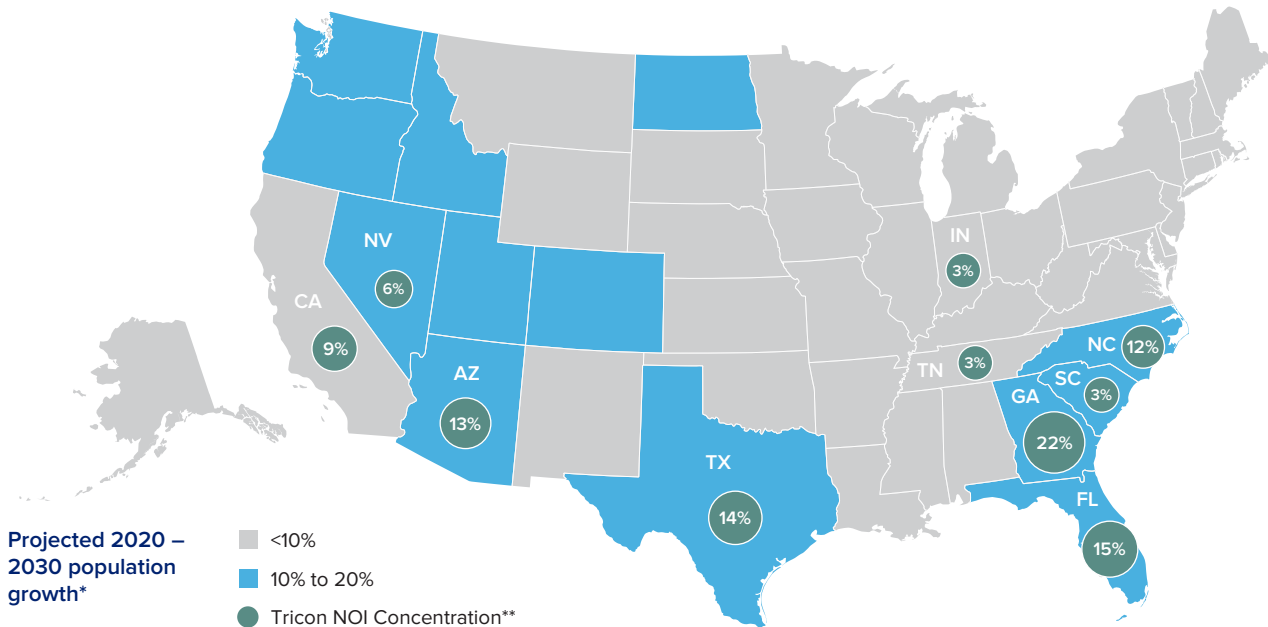 NV
6%
CA
9%
AZ
13%
TX
14%
IN
3%
TN
3%
NC
12%
SC
3%
GA
22%
FL
15%
Projected 2020 –
2030 population
growth*
<10%
10% to 20%
Tricon NOI Concentration**